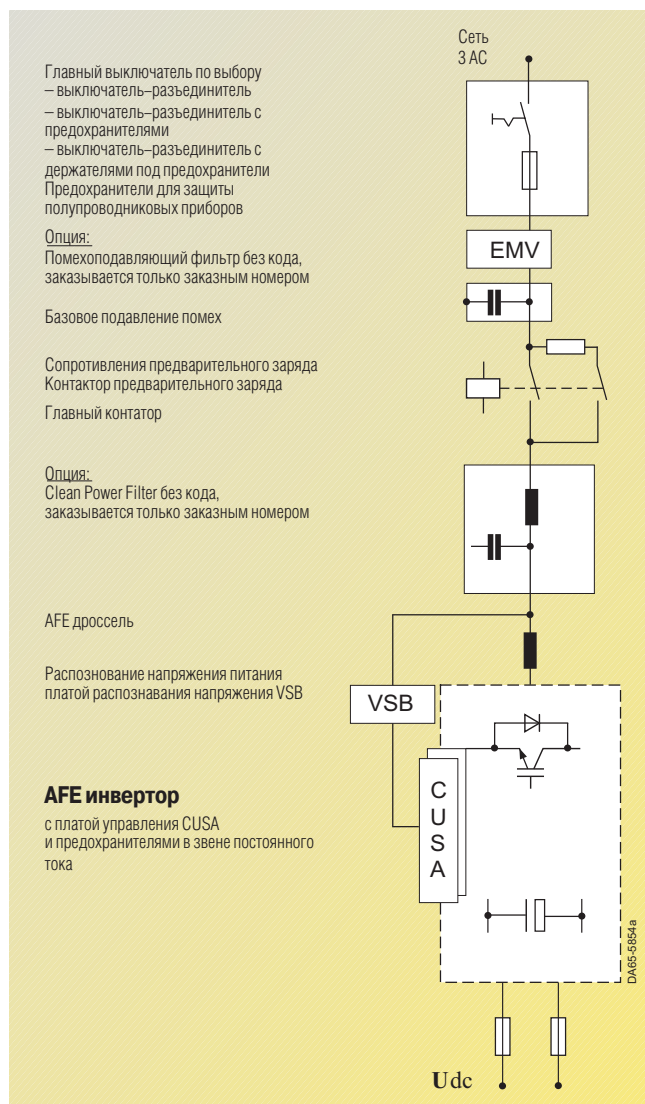 Сеть
3 AC
Главный выключатель по выбору
– выключатель–разъединитель
– выключатель–разъединитель с
предохранителями
– выключатель–разъединитель с
держателями под предохранители
Предохранители для защиты
полупроводниковых приборов
Опция:
Помехоподавляющий фильтр без кода,
заказывается только заказным номером
EMV
Базовое подавление помех
Сопротивления предварительного заряда
Контактор предварительного заряда
Главный контатор
Опция:
Clean Power Filter без кода,
заказывается только заказным номером
AFE дроссель
Распознование напряжения питания
платой распознавания напряжения VSB
VSB
AFE инвертор
с платой управления CUSA
и предохранителями в звене постоянного
тока
C
U
S
A
DA65-5854a
Udc